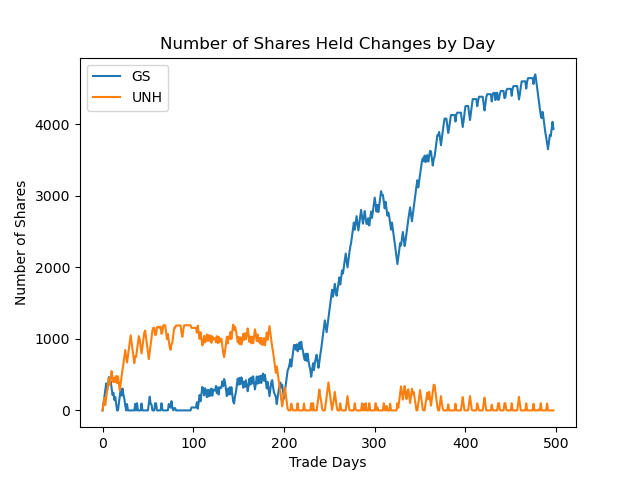 Number of Shares Held Changes by Day
GS
UNH
4000
3000
2000
1000
0
Number of Shares
0 100 200 300 400 500
Trade Days